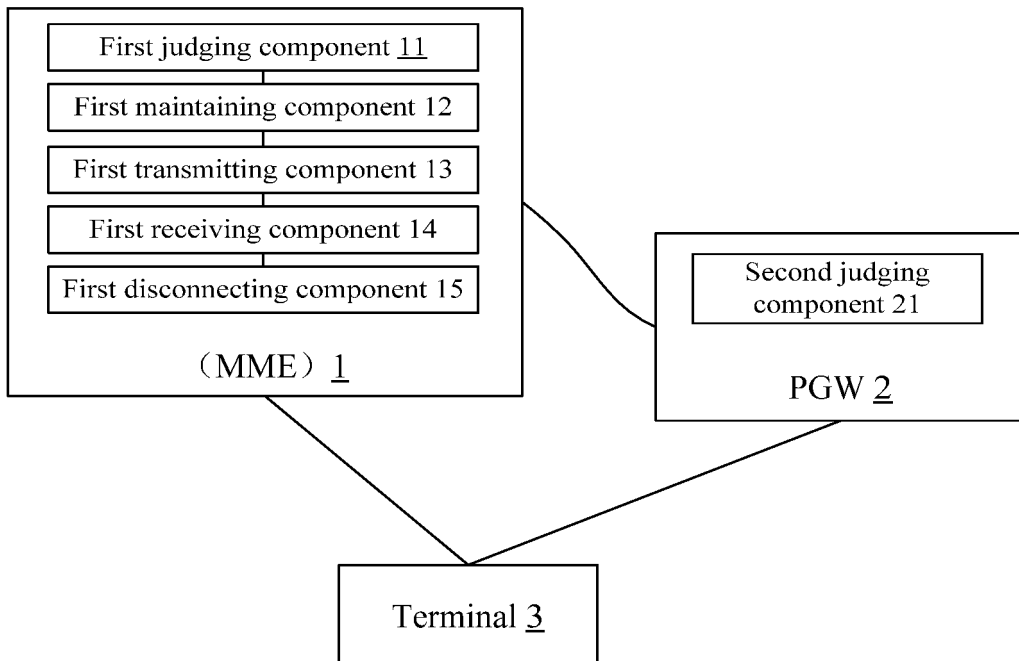 First judging component 11
First maintaining component 12
First transmitting component 13
First receiving component 14
First disconnecting component 15
（MME）1
Second judging
component 21
PGW 2
Terminal 3